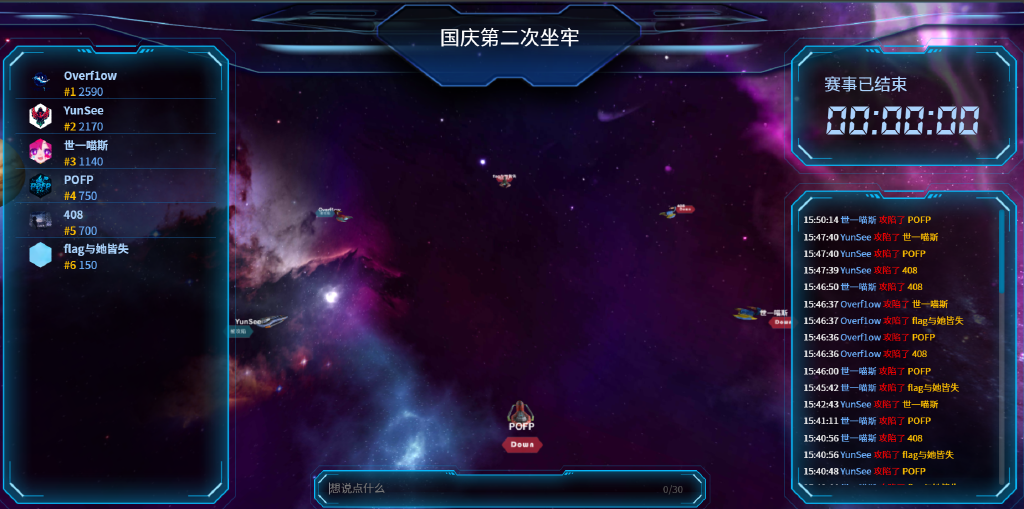 国庆第二次坐牢
Overf1ow
#1 2590
YunSee
#2 2170
世一喵斯
#3 1140
POFP
#4 750
408
#5 700
flag与她皆失
#6 150
YunSee
世一喵斯
Down
POFP
Down
想说点什么
0/30
赛事已结束
00:00:00
15:50:14 世一喵斯 攻陷了 POFP
15:47:40 YunSee 攻陷了 世一喵斯
15:47:40 YunSee 攻陷了 POFP
15:47:39 YunSee 攻陷了 408
15:46:50 世一喵斯 攻陷了 408
15:46:37 Overf1ow 攻陷了 世一喵斯
15:46:37 Overf1ow 攻陷了 flag与她皆失
15:46:36 Overf1ow 攻陷了 POFP
15:46:36 Overf1ow 攻陷了 408
15:46:00 世一喵斯 攻陷了 POFP
15:45:42 世一喵斯 攻陷了 flag与她皆失
15:42:43 YunSee 攻陷了 世一喵斯
15:41:11 世一喵斯 攻陷了 POFP
15:40:56 世一喵斯 攻陷了 408
15:40:56 YunSee 攻陷了 flag与她皆失
15:40:48 YunSee 攻陷了 POFP